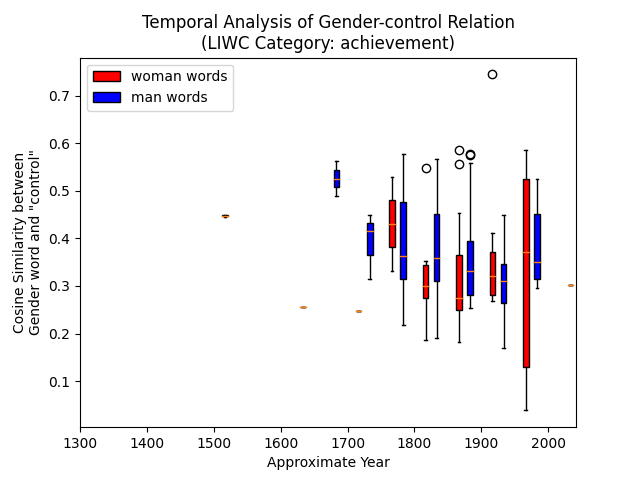 Temporal Analysis of Gender-control Relation
(LIWC Category: achievement)
woman words
man words
Cosine Similarity between
Gender word and "control"
0.7
0.6
0.5
0.4
0.3
0.2
0.1
1300 1400 1500 1600 1700 1800 1900 2000
Approximate Year